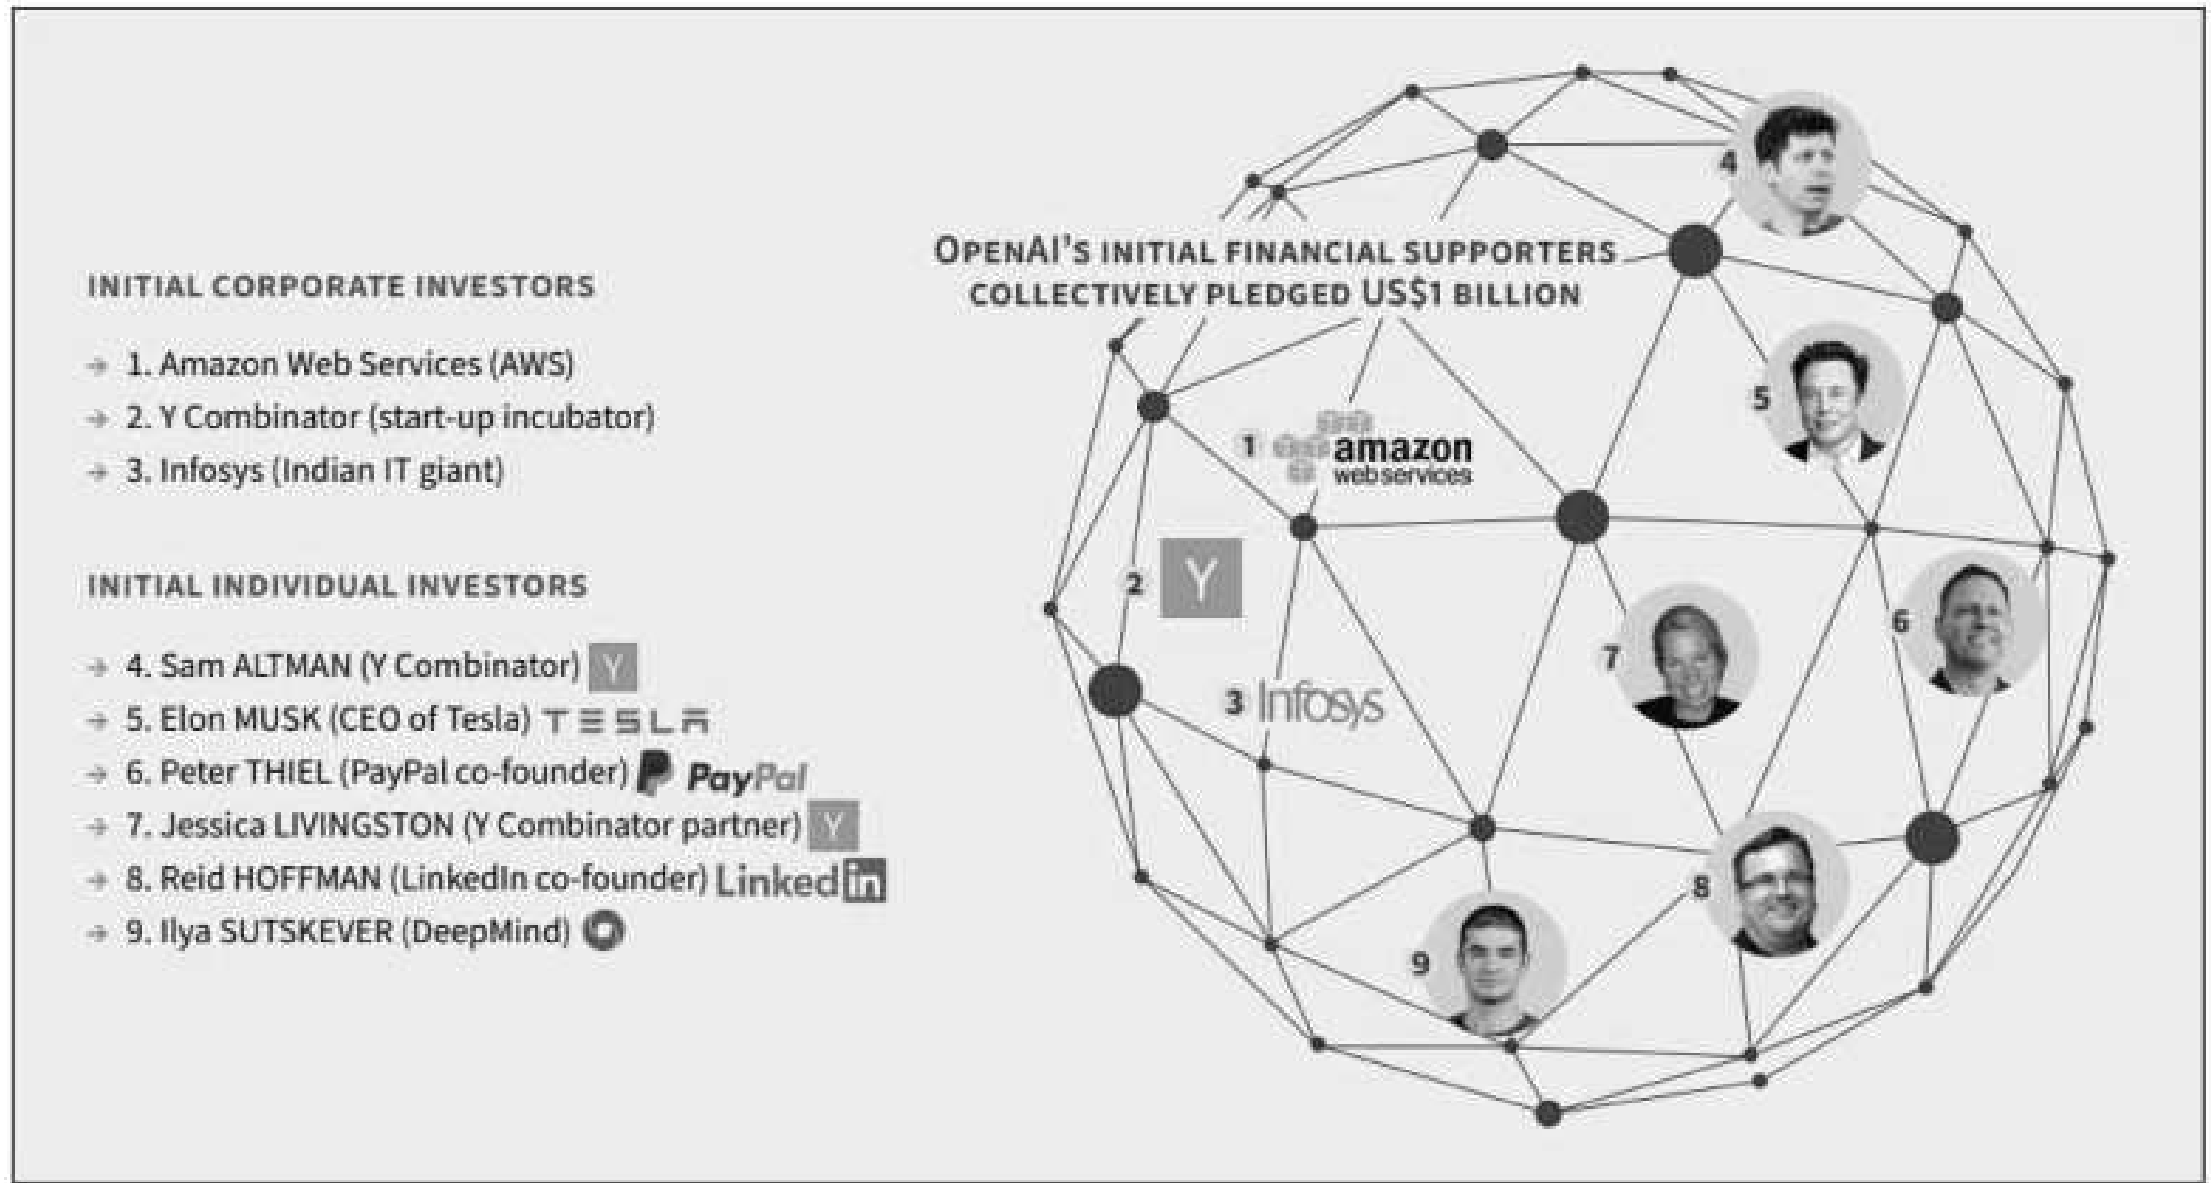 OPENAI'S INITIAL FINANCIAL SUPPORTERS
COLLECTIVELY PLEDGED US$1 BILLION
INITIAL CORPORATE INVESTORS
→ 1. Amazon Web Services (AWS)
→ 2. Y Combinator (start-up incubator)
→ 3. Infosys (Indian IT giant)
INITIAL INDIVIDUAL INVESTORS
→ 4. Sam ALTMAN (Y Combinator) Y
→ 5. Elon MUSK (CEO of Tesla) TESLA
→ 6. Peter THIEL (PayPal co-founder) P PayPal
→ 7. Jessica LIVINGSTON (Y Combinator partner) Y
→ 8. Reid HOFFMAN (LinkedIn co-founder) Linkedin
→ 9. Ilya SUTSKEVER (DeepMind)
4
5
1 amazon
webservices
2 Y
6
7
3 Infosys
8
9